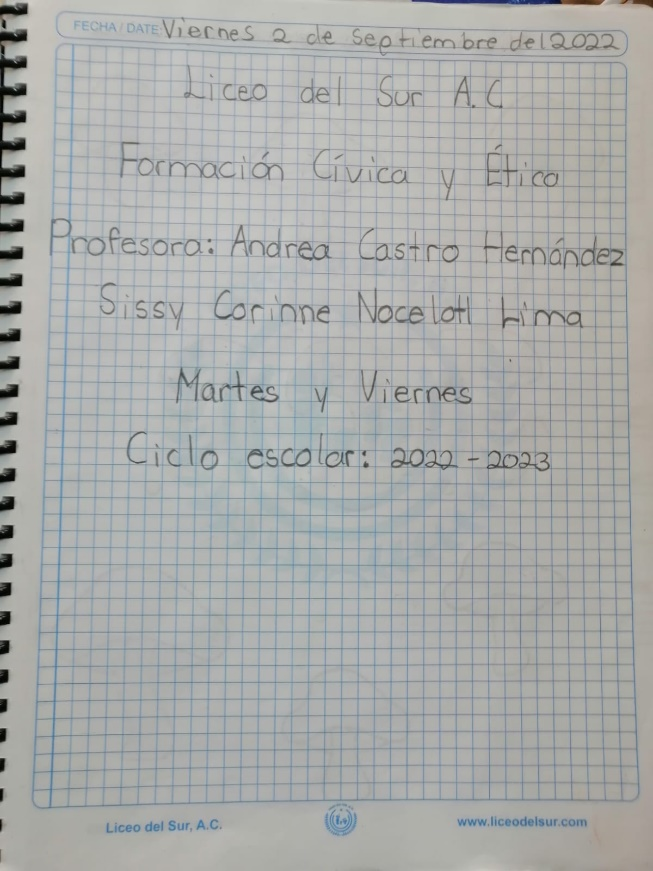 FECHA / DATE: Viernes 2 de Septiembre del 2022
Liceo del Sur A.C
Formación Cívica y Ética
Profesora: Andrea Castro Hernández
Sissy Corinne Nocelotl Lima
Martes y Viernes
Ciclo escolar: 2022-2023
Liceo del Sur, A.C.
www.liceodelsur.com